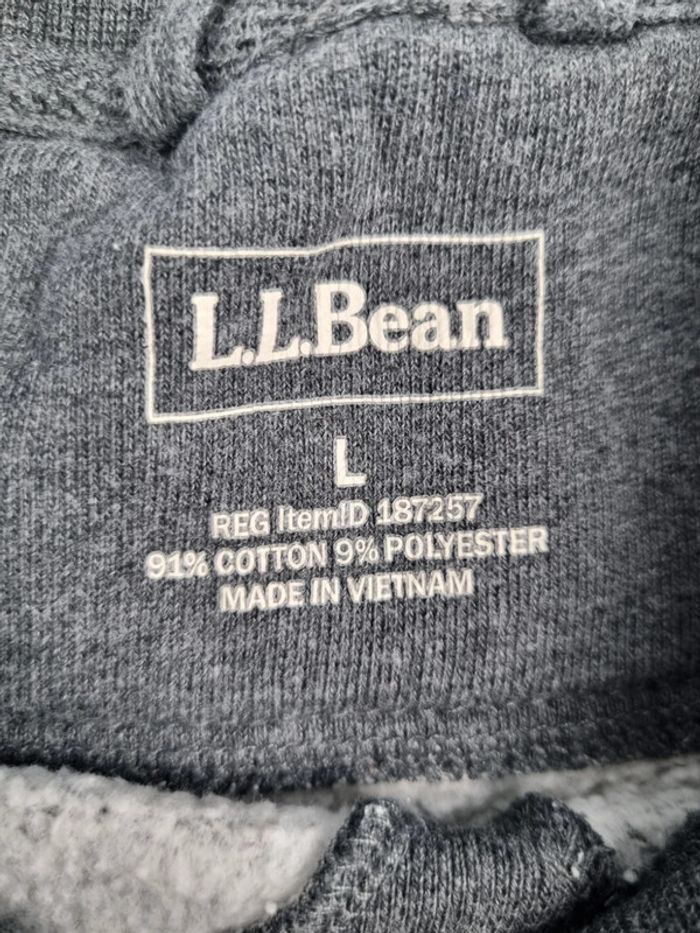 L.L.Bean
L
REG ItemID 187257
91% COTTON 9% POLYESTER
MADE IN VIETNAM